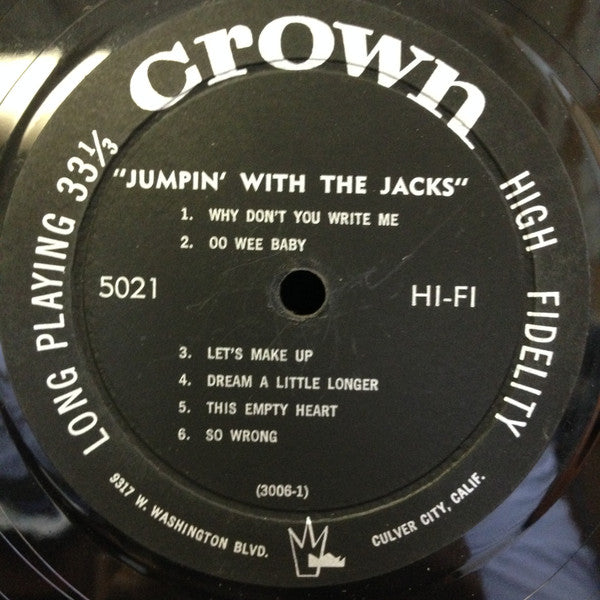 crown
LONG PLAYING 33⅓
HIGH FIDELITY
"JUMPIN' WITH THE JACKS"
1. WHY DON'T YOU WRITE ME
2. OO WEE BABY
5021
HI-FI
3. LET'S MAKE UP
4. DREAM A LITTLE LONGER
5. THIS EMPTY HEART
6. SO WRONG
(3006-1)
9317 W. WASHINGTON BLVD.
CULVER CITY, CALIF.